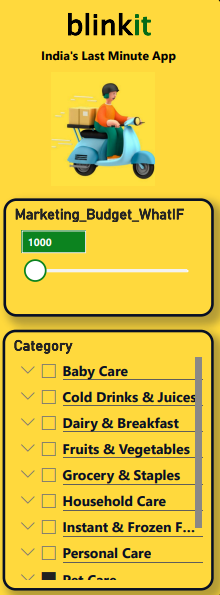 blinkit
India's Last Minute App
Marketing_Budget_WhatIF
1000
Category
Baby Care
Cold Drinks & Juices
Dairy & Breakfast
Fruits & Vegetables
Grocery & Staples
Household Care
Instant & Frozen F...
Personal Care
Pet Care